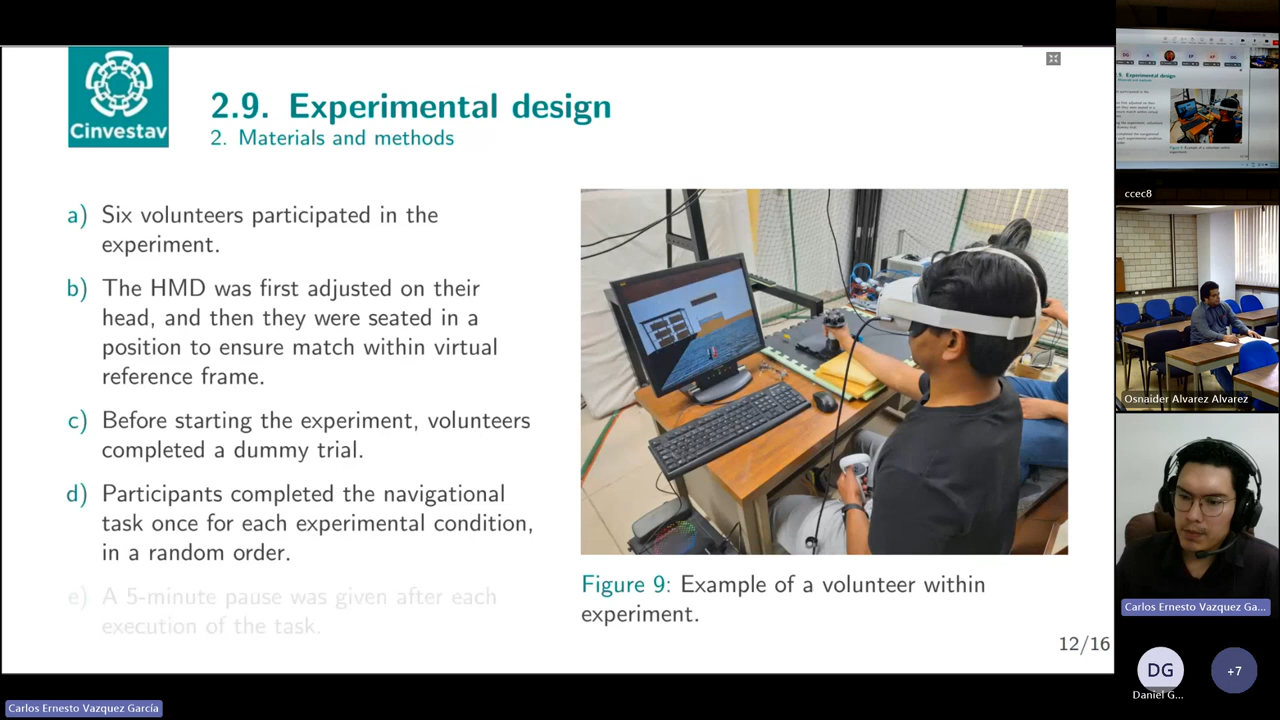 Cinvestav
2.9. Experimental design
2. Materials and methods
a) Six volunteers participated in the
experiment.
b) The HMD was first adjusted on their
head, and then they were seated in a
position to ensure match within virtual
reference frame.
c) Before starting the experiment, volunteers
completed a dummy trial.
d) Participants completed the navigational
task once for each experimental condition,
in a random order.
e) A 5-minute pause was given after each
execution of the task.
Figure 9: Example of a volunteer within
experiment.
12/16
Carlos Ernesto Vazquez García
ccec8
Osnaider Alvarez Alvarez
Carlos Ernesto Vazquez Ga...
DG
Daniel G...
+7